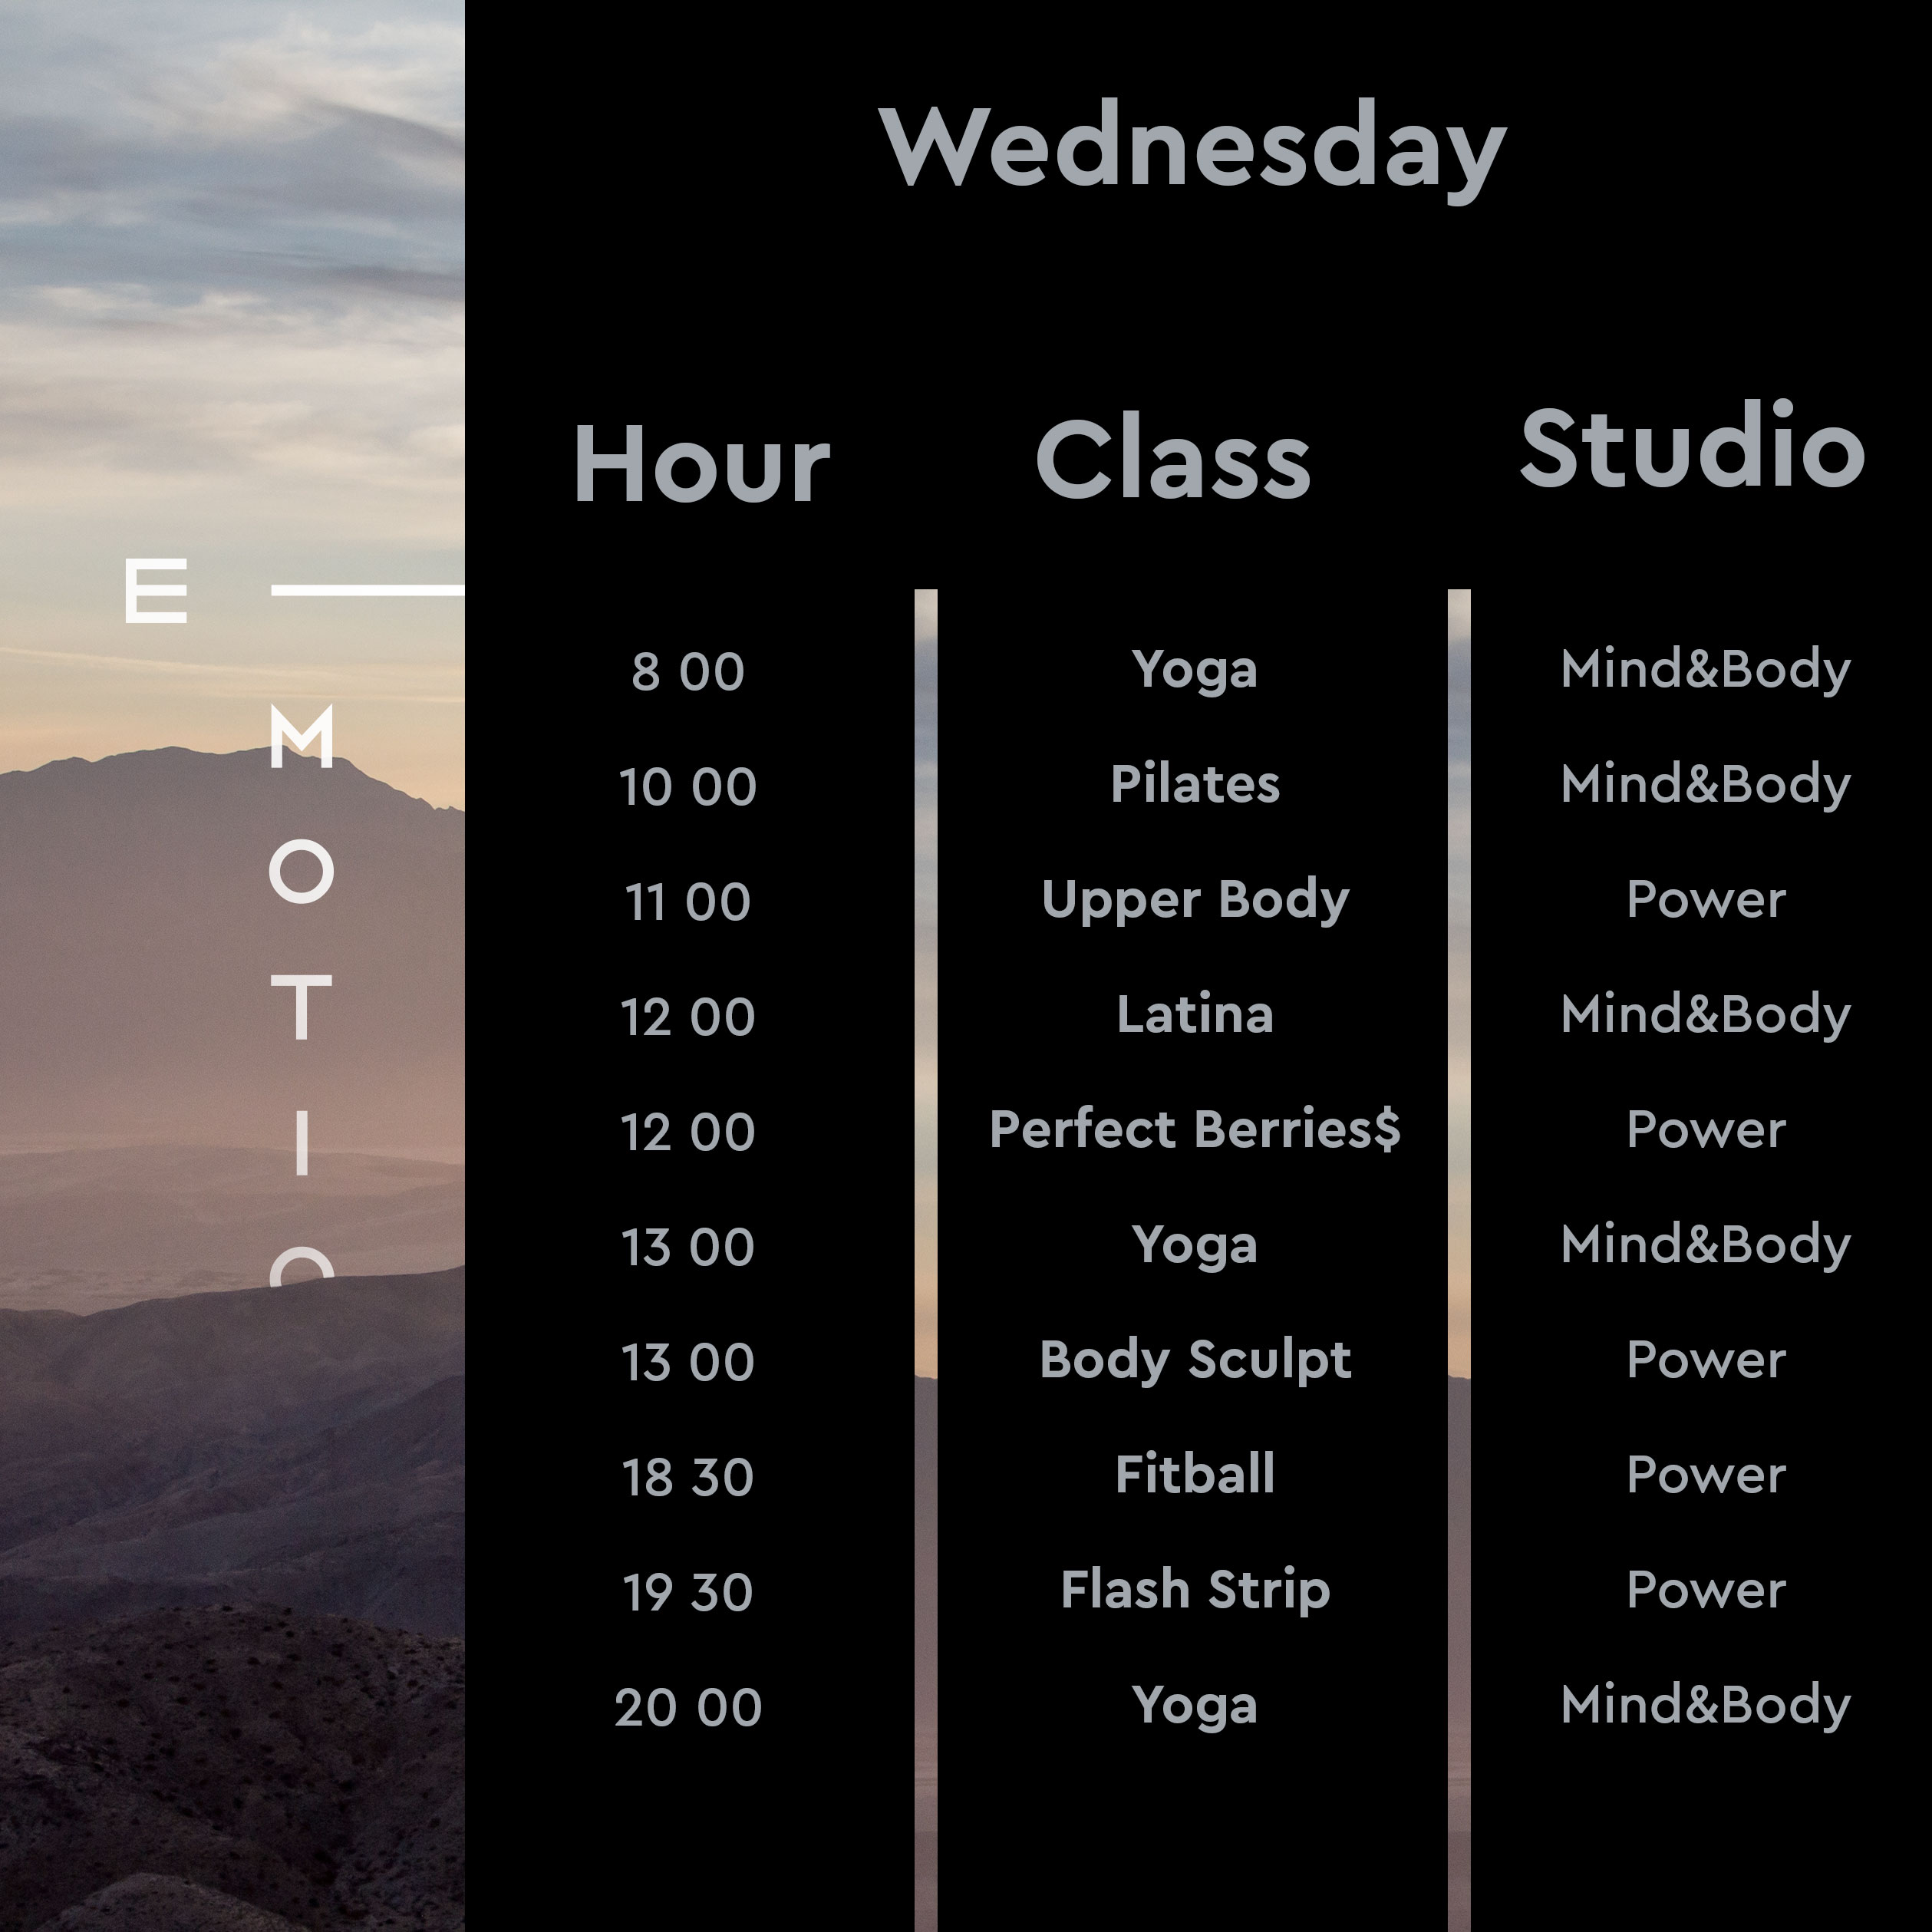 Wednesday
Hour Class Studio
E —
M
O
T
I
O
8 00 Yoga Mind&Body
10 00 Pilates Mind&Body
11 00 Upper Body Power
12 00 Latina Mind&Body
12 00 Perfect Berries$ Power
13 00 Yoga Mind&Body
13 00 Body Sculpt Power
18 30 Fitball Power
19 30 Flash Strip Power
20 00 Yoga Mind&Body